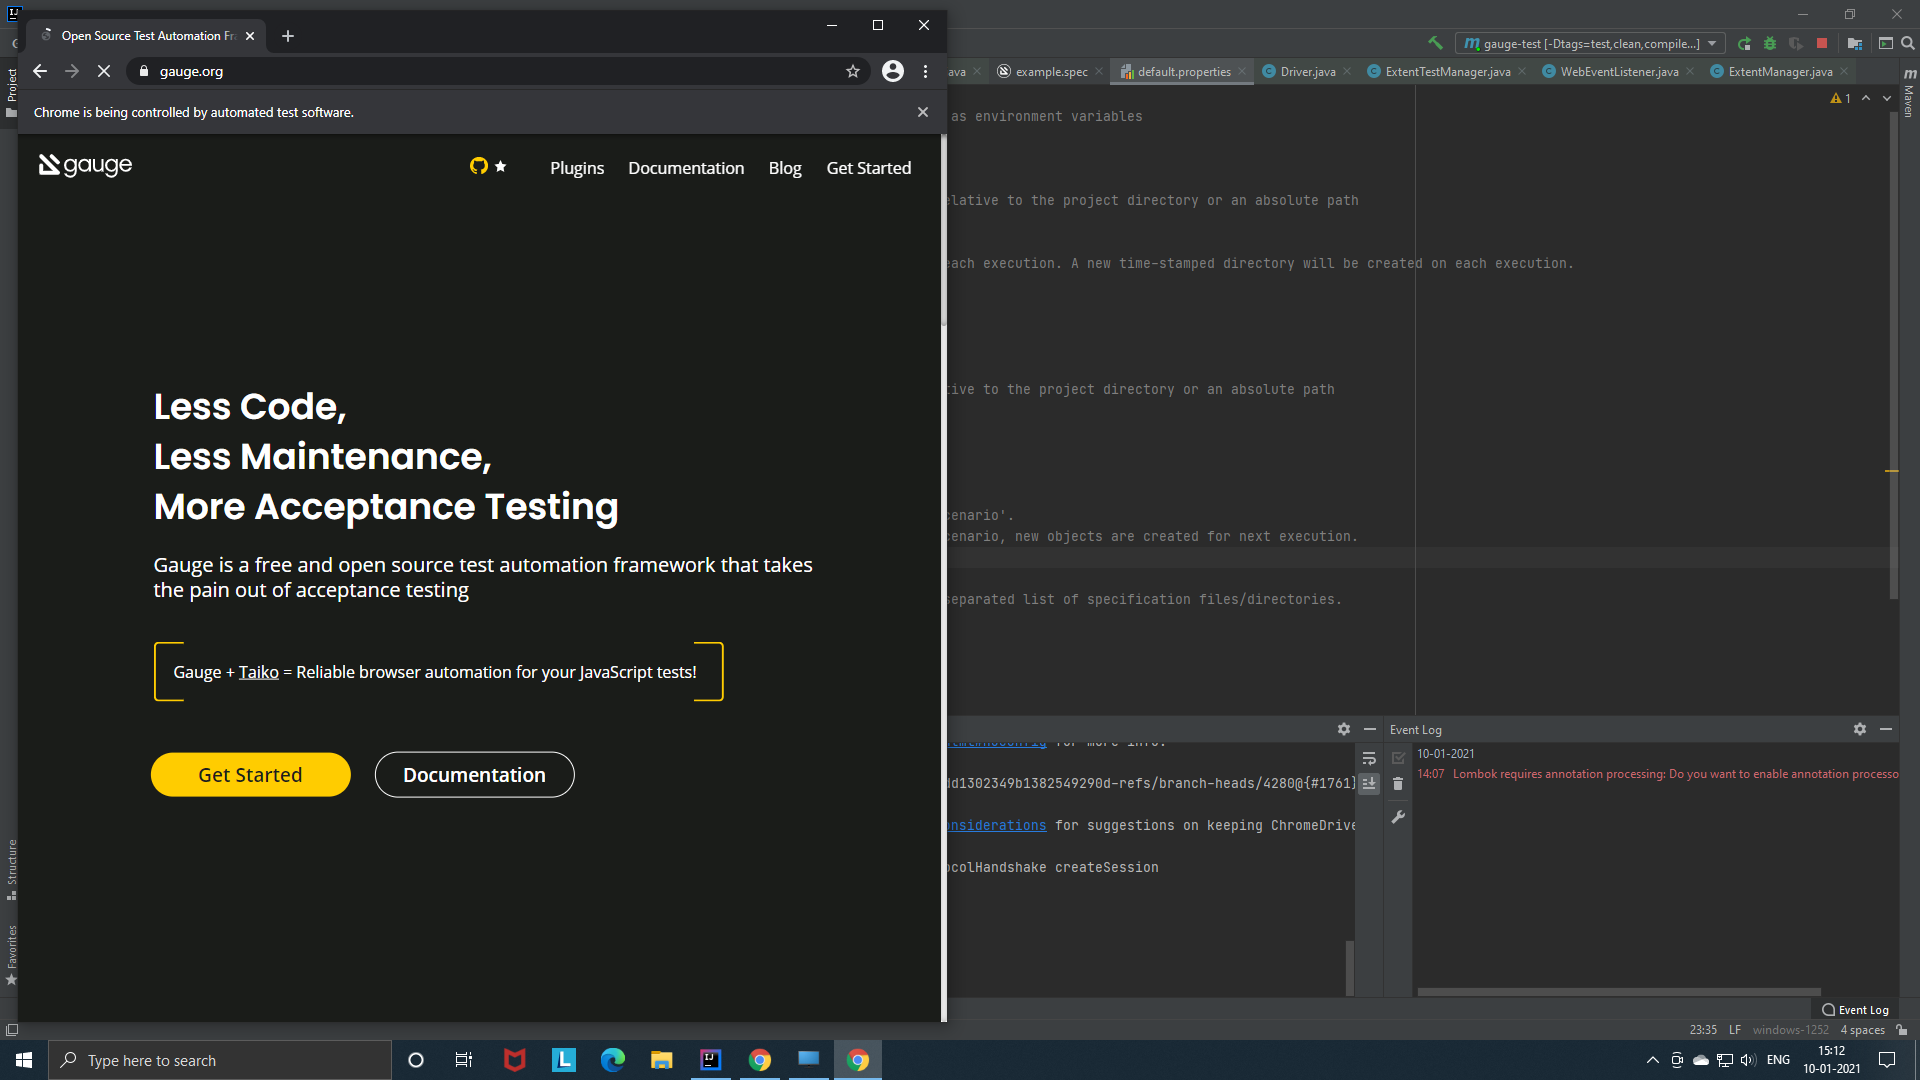 Open Source Test Automation Fr
gauge.org
Chrome is being controlled by automated test software.
gauge
Plugins Documentation Blog Get Started
Less Code,
Less Maintenance,
More Acceptance Testing
Gauge is a free and open source test automation framework that takes
the pain out of acceptance testing
Gauge + Taiko = Reliable browser automation for your JavaScript tests!
Get Started Documentation
gauge-test [-Dtags=test,clean,compile...]
ava example.spec default.properties Driver.java ExtentTestManager.java WebEventListener.java ExtentManager.java
1
as environment variables
elative to the project directory or an absolute path
each execution. A new time-stamped directory will be created on each execution.
tive to the project directory or an absolute path
cenario'.
cenario, new objects are created for next execution.
separated list of specification files/directories.
for more info.
dd1302349b1382549290d-refs/branch-heads/4280@{#1761}
onsiderations for suggestions on keeping ChromeDrive
ocolHandshake createSession
Event Log
10-01-2021
14:07 Lombok requires annotation processing: Do you want to enable annotation processo
Project
Structure
Favorites
Maven
Event Log
23:35 LF windows-1252 4 spaces
Type here to search
ENG
15:12
10-01-2021